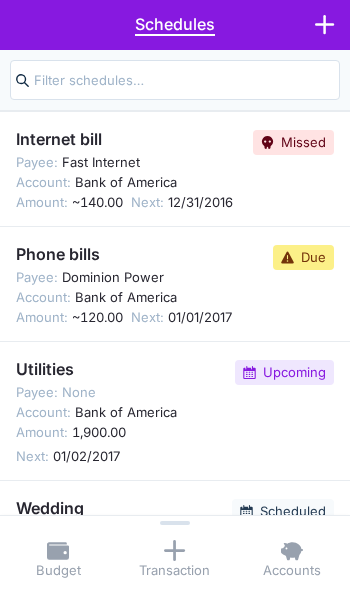 Schedules
Filter schedules…
Internet bill
Missed
Payee: Fast Internet
Account: Bank of America
Amount: ~140.00 Next: 12/31/2016
Phone bills
Due
Payee: Dominion Power
Account: Bank of America
Amount: ~120.00 Next: 01/01/2017
Utilities
Upcoming
Payee: None
Account: Bank of America
Amount: 1,900.00
Next: 01/02/2017
Wedding
Scheduled
Budget
Transaction
Accounts